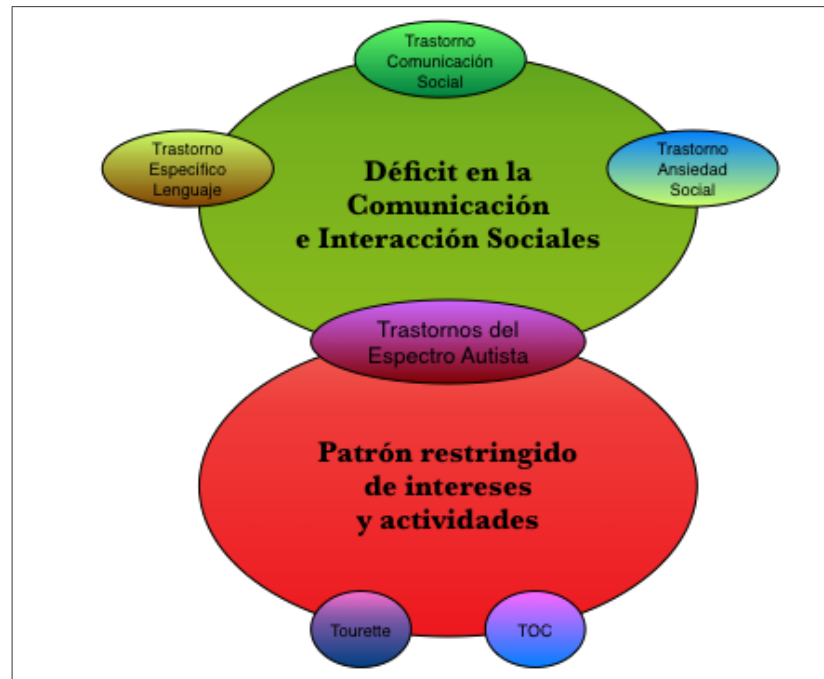 Trastorno
Comunicación
Social
Trastorno
Específico
Lenguaje
Trastorno
Ansiedad
Social
Déficit en la
Comunicación
e Interacción Sociales
Trastornos del
Espectro Autista
Patrón restringido
de intereses
y actividades
Tourette
TOC